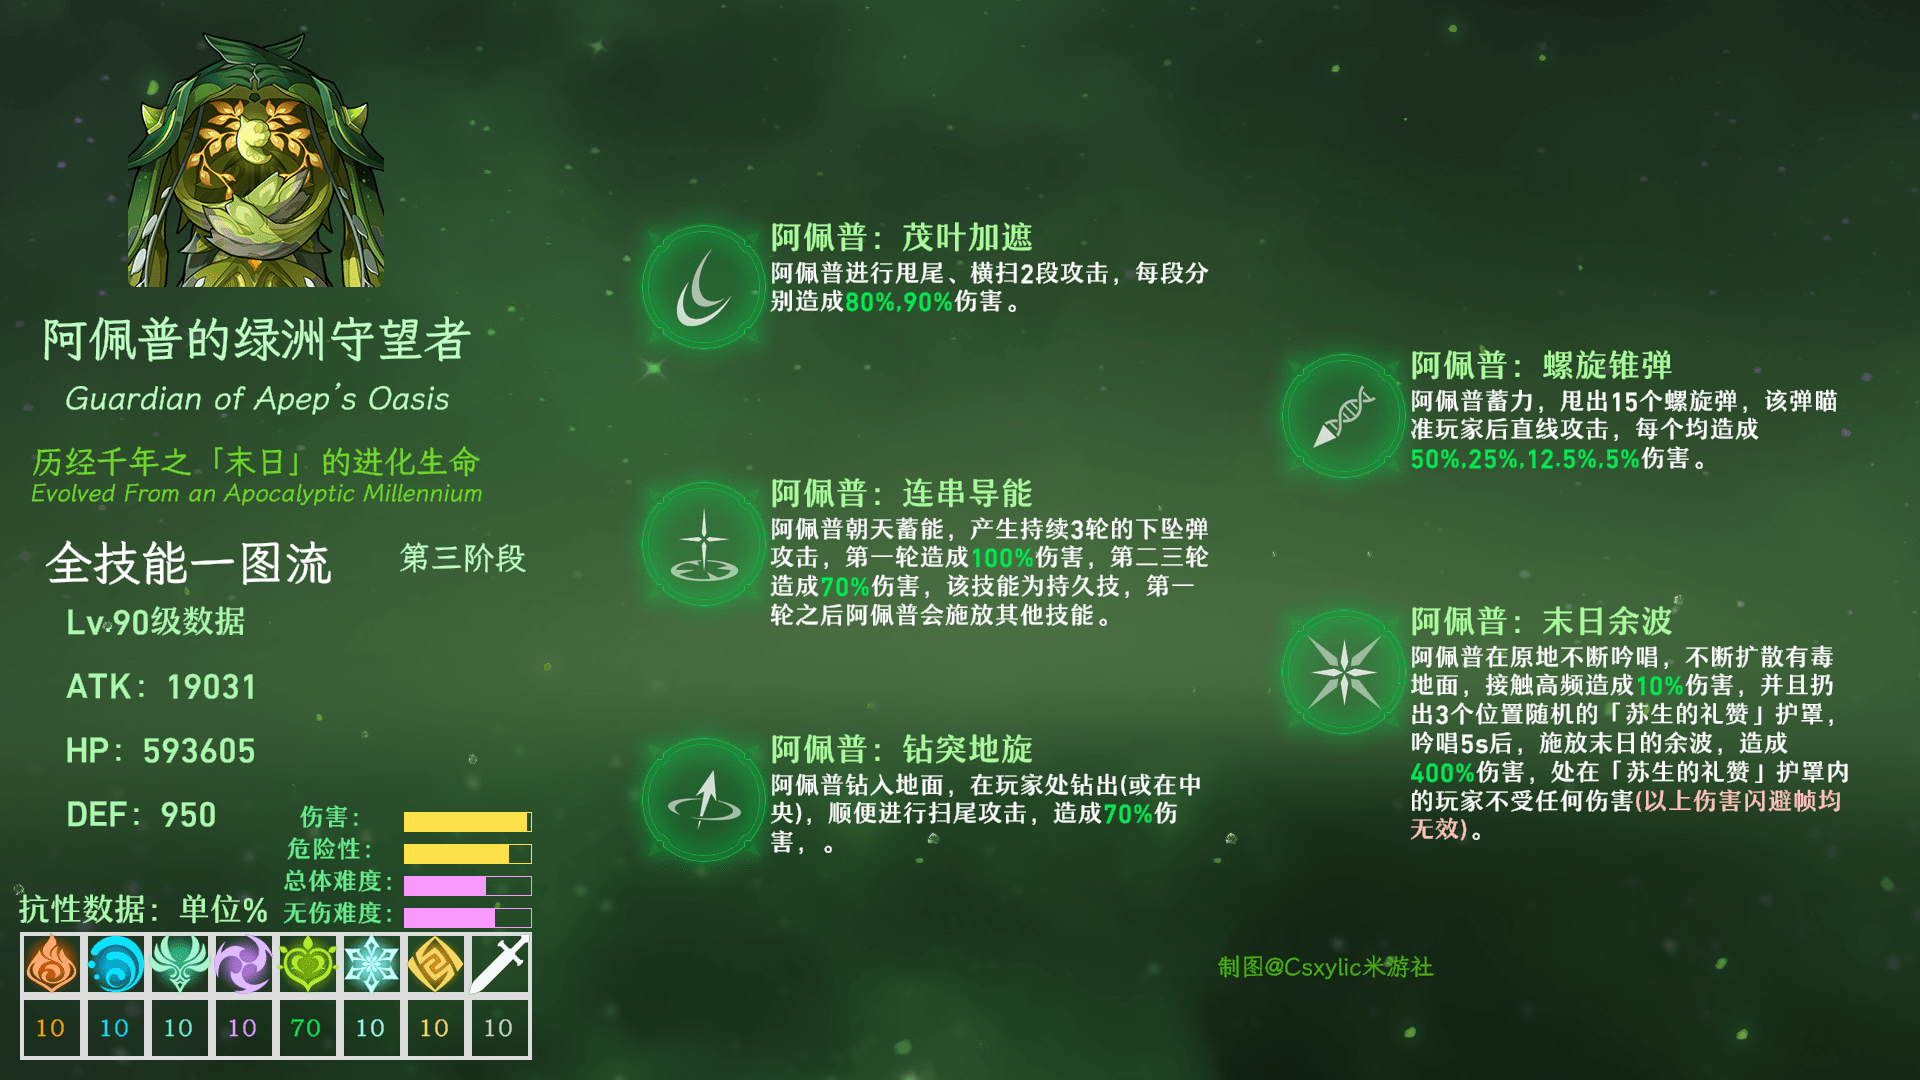 阿佩普的绿洲守望者
Guardian of Apep's Oasis
历经千年之「末日」的进化生命
Evolved From an Apocalyptic Millennium
全技能一图流
第三阶段
Lv.90级数据
ATK：19031
HP：593605
DEF：950
伤害：
危险性：
总体难度：
无伤难度：
抗性数据：单位%
10 10 10 10 70 10 10 10
阿佩普：茂叶加遮
阿佩普进行甩尾、横扫2段攻击，每段分
别造成80%,90%伤害。
阿佩普：连串导能
阿佩普朝天蓄能，产生持续3轮的下坠弹
攻击，第一轮造成100%伤害，第二三轮
造成70%伤害，该技能为持久技，第一
轮之后阿佩普会施放其他技能。
阿佩普：钻突地旋
阿佩普钻入地面，在玩家处钻出(或在中
央)，顺便进行扫尾攻击，造成70%伤
害，。
阿佩普：螺旋锥弹
阿佩普蓄力，甩出15个螺旋弹，该弹瞄
准玩家后直线攻击，每个均造成
50%,25%,12.5%,5%伤害。
阿佩普：末日余波
阿佩普在原地不断吟唱，不断扩散有毒
地面，接触高频造成10%伤害，并且扔
出3个位置随机的「苏生的礼赞」护罩，
吟唱5s后，施放末日的余波，造成
400%伤害，处在「苏生的礼赞」护罩内
的玩家不受任何伤害(以上伤害闪避帧均
无效)。
制图@Csxylic米游社